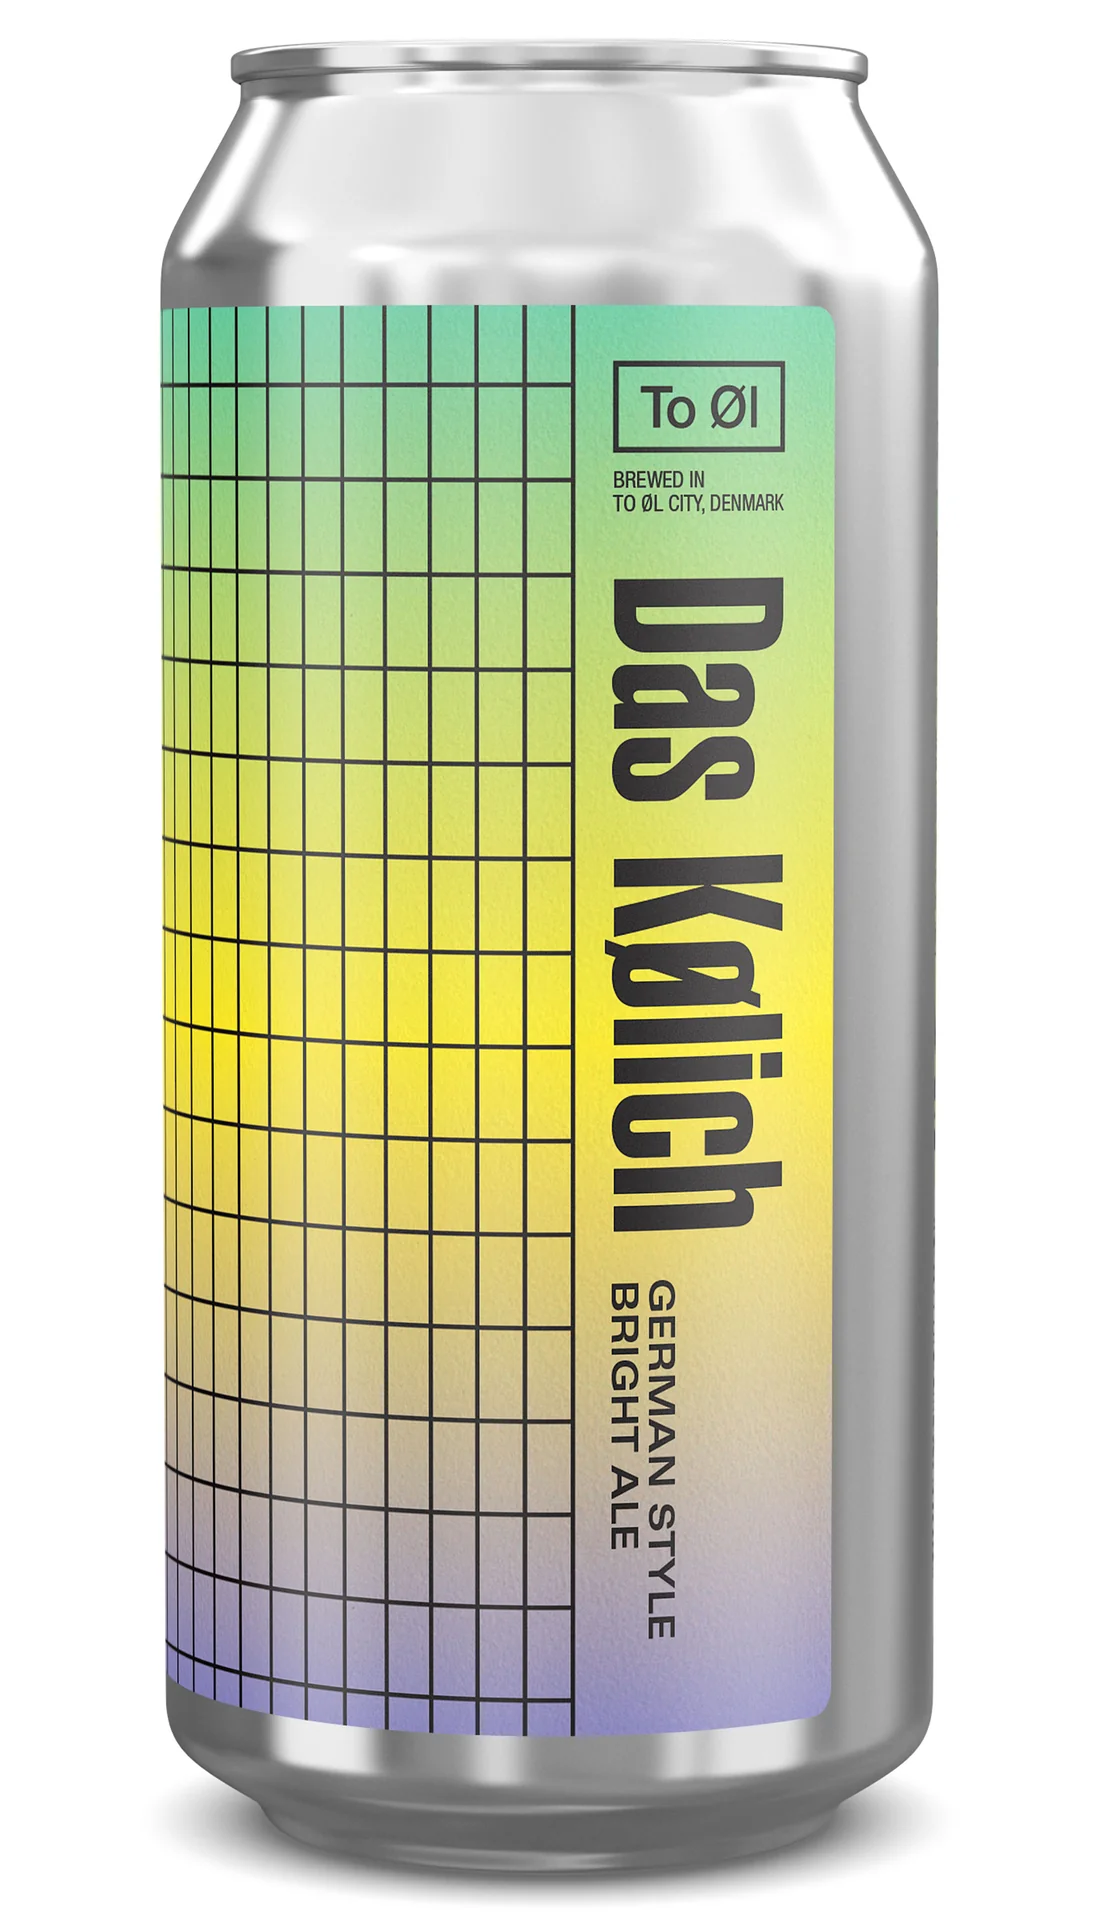 To Øl
BREWED IN
TO ØL CITY, DENMARK
Das Kølich
GERMAN STYLE
BRIGHT ALE